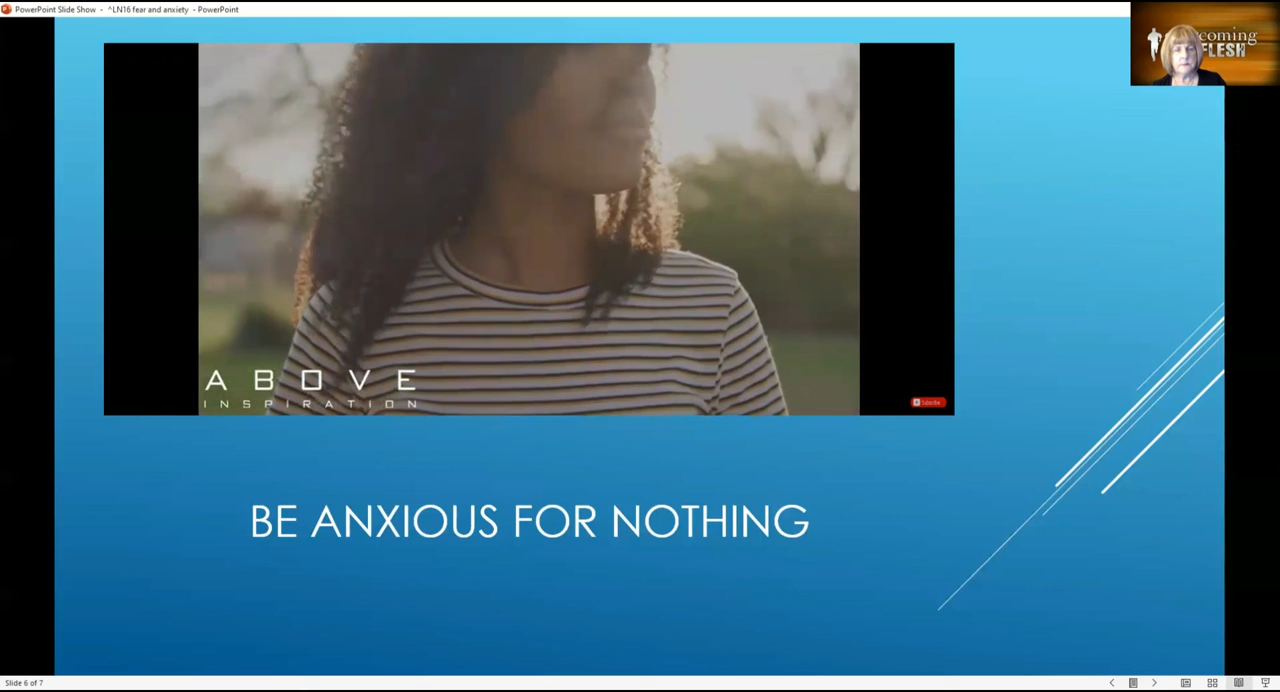 PowerPoint Slide Show - ^LN16 fear and anxiety - PowerPoint
coming
FLESH
ABOVE
INSPIRATION
Subscribe
BE ANXIOUS FOR NOTHING
Slide 6 of 7